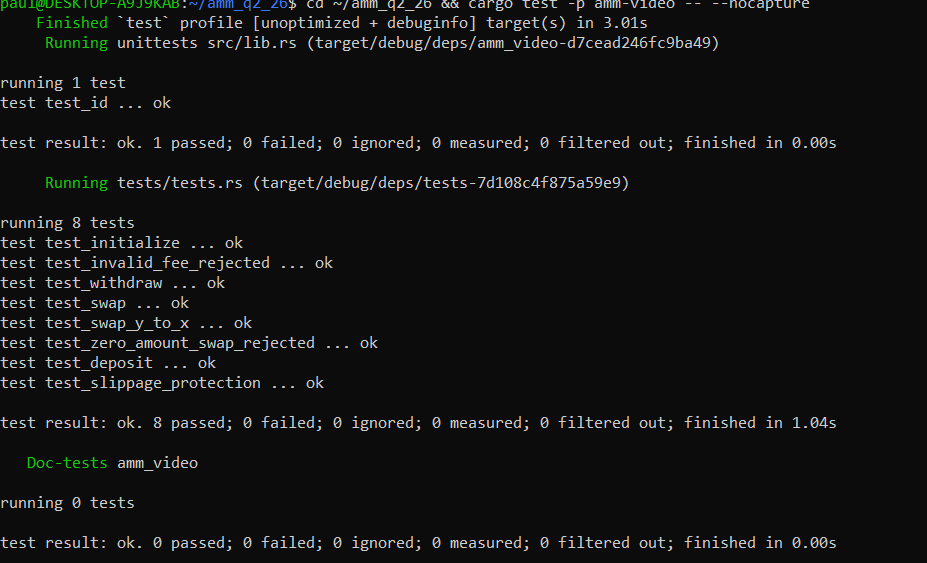 paul@DESKTOP-A9J9KAB:~/amm_q2_26$ cd ~/amm_q2_26 && cargo test -p amm-video -- --nocapture
    Finished `test` profile [unoptimized + debuginfo] target(s) in 3.01s
     Running unittests src/lib.rs (target/debug/deps/amm_video-d7cead246fc9ba49)
running 1 test
test test_id ... ok
test result: ok. 1 passed; 0 failed; 0 ignored; 0 measured; 0 filtered out; finished in 0.00s
     Running tests/tests.rs (target/debug/deps/tests-7d108c4f875a59e9)
running 8 tests
test test_initialize ... ok
test test_invalid_fee_rejected ... ok
test test_withdraw ... ok
test test_swap ... ok
test test_swap_y_to_x ... ok
test test_zero_amount_swap_rejected ... ok
test test_deposit ... ok
test test_slippage_protection ... ok
test result: ok. 8 passed; 0 failed; 0 ignored; 0 measured; 0 filtered out; finished in 1.04s
   Doc-tests amm_video
running 0 tests
test result: ok. 0 passed; 0 failed; 0 ignored; 0 measured; 0 filtered out; finished in 0.00s